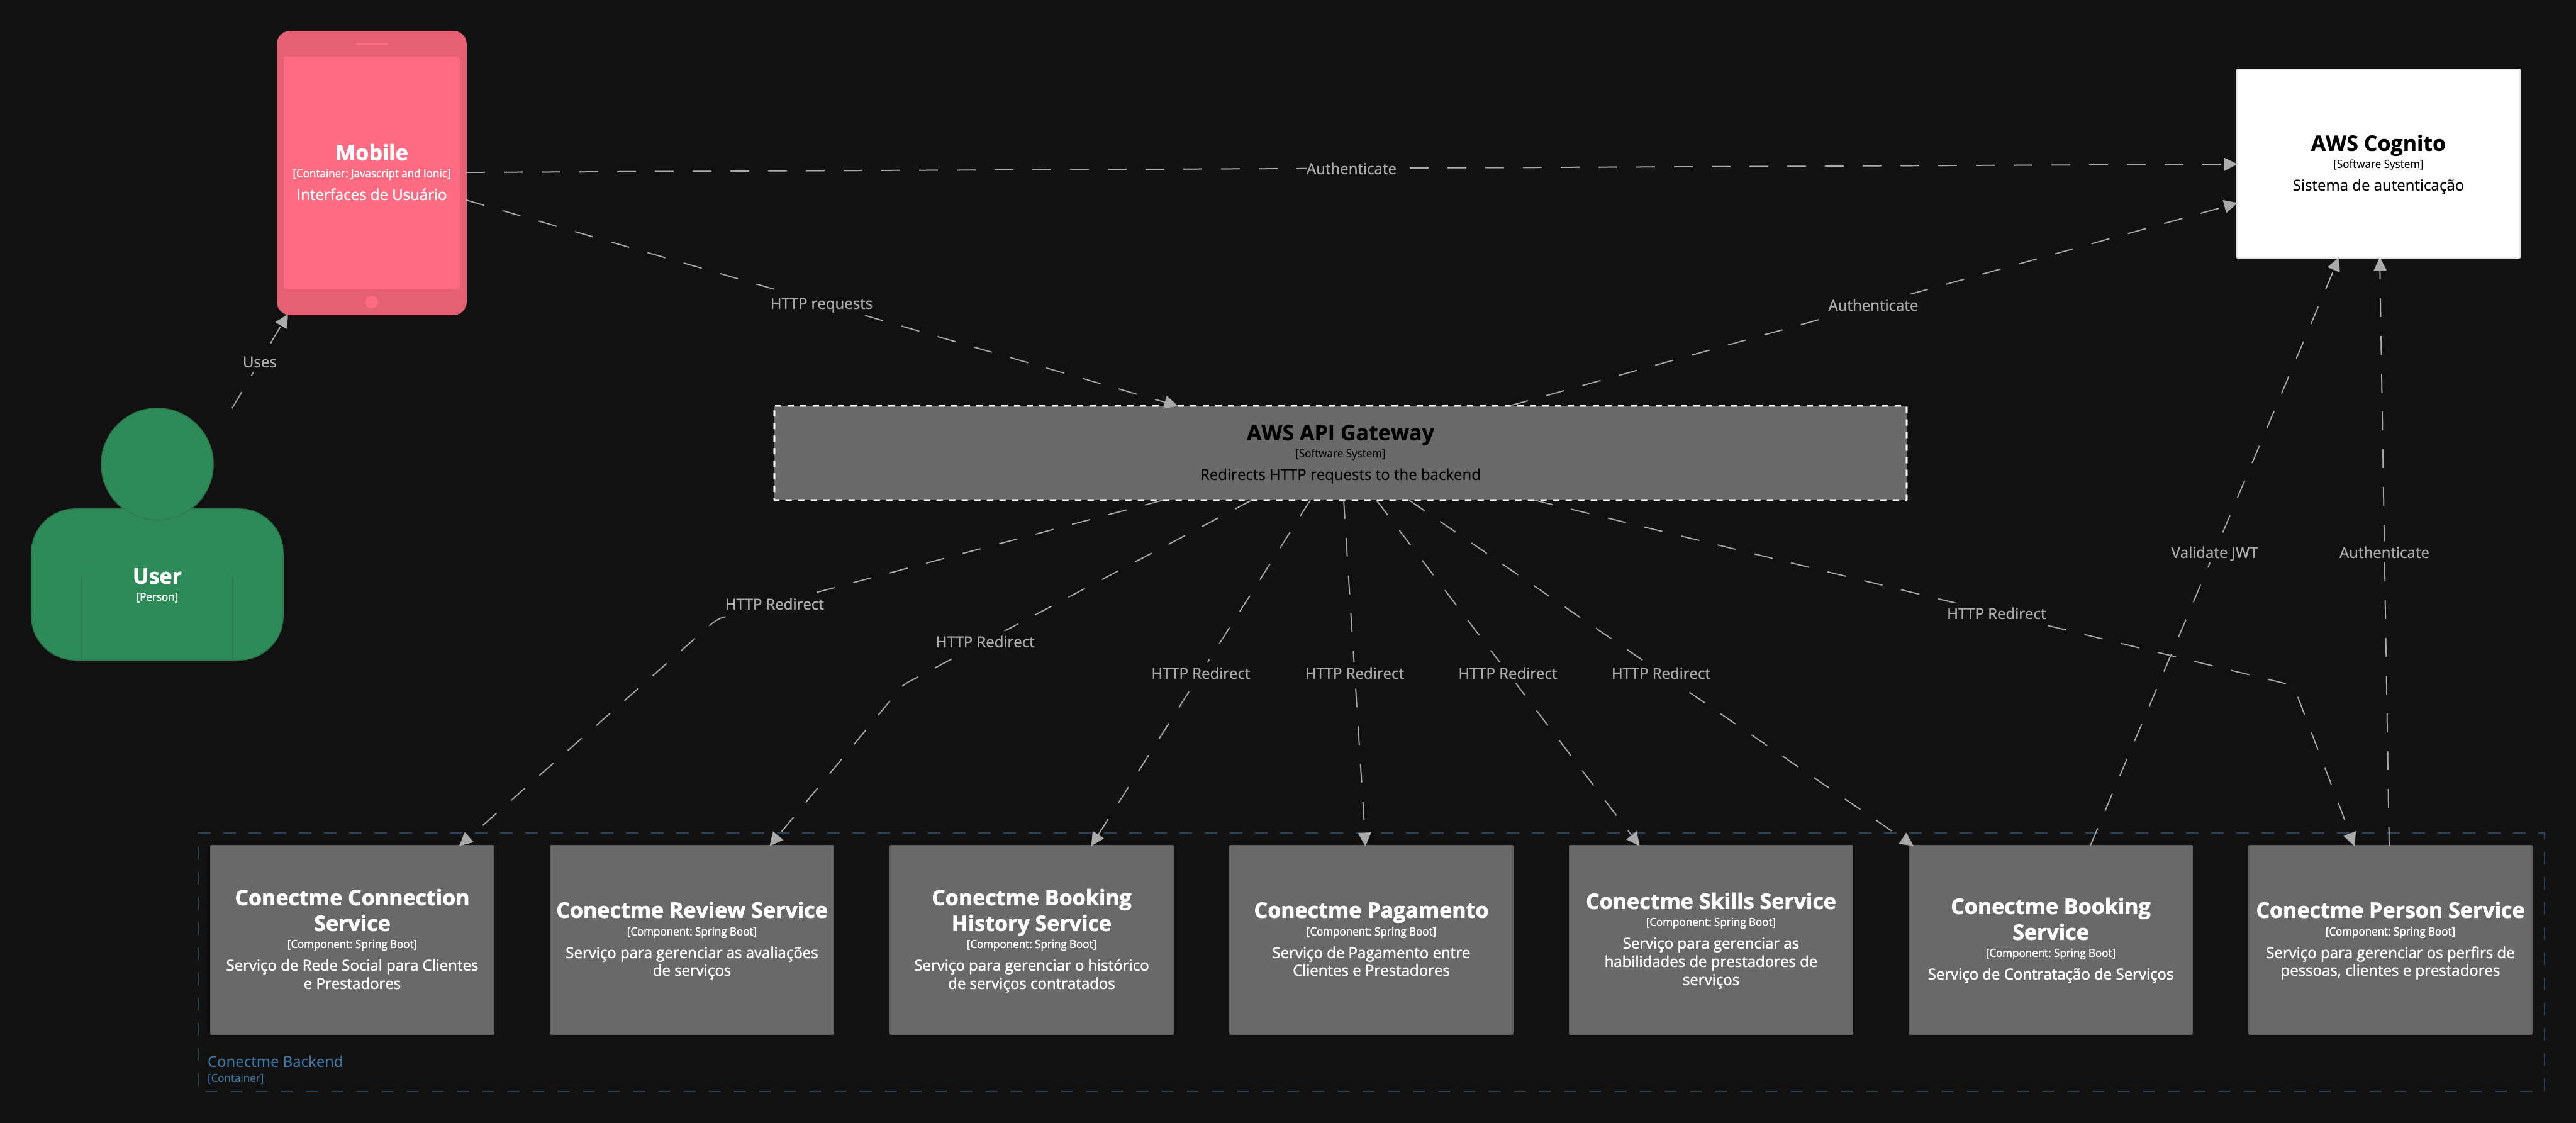 Mobile
[Container: Javascript and Ionic]
Interfaces de Usuário
AWS Cognito
[Software System]
Sistema de autenticação
Authenticate
HTTP requests
Authenticate
Uses
AWS API Gateway
[Software System]
Redirects HTTP requests to the backend
User
[Person]
Validate JWT
Authenticate
HTTP Redirect
HTTP Redirect
HTTP Redirect
HTTP Redirect
HTTP Redirect
HTTP Redirect
HTTP Redirect
Conectme Connection
Service
[Component: Spring Boot]
Serviço de Rede Social para Clientes
e Prestadores
Conectme Review Service
[Component: Spring Boot]
Serviço para gerenciar as avaliações
de serviços
Conectme Booking
History Service
[Component: Spring Boot]
Serviço para gerenciar o histórico
de serviços contratados
Conectme Pagamento
[Component: Spring Boot]
Serviço de Pagamento entre
Clientes e Prestadores
Conectme Skills Service
[Component: Spring Boot]
Serviço para gerenciar as
habilidades de prestadores de
serviços
Conectme Booking
Service
[Component: Spring Boot]
Serviço de Contratação de Serviços
Conectme Person Service
[Component: Spring Boot]
Serviço para gerenciar os perfirs de
pessoas, clientes e prestadores
Conectme Backend
[Container]